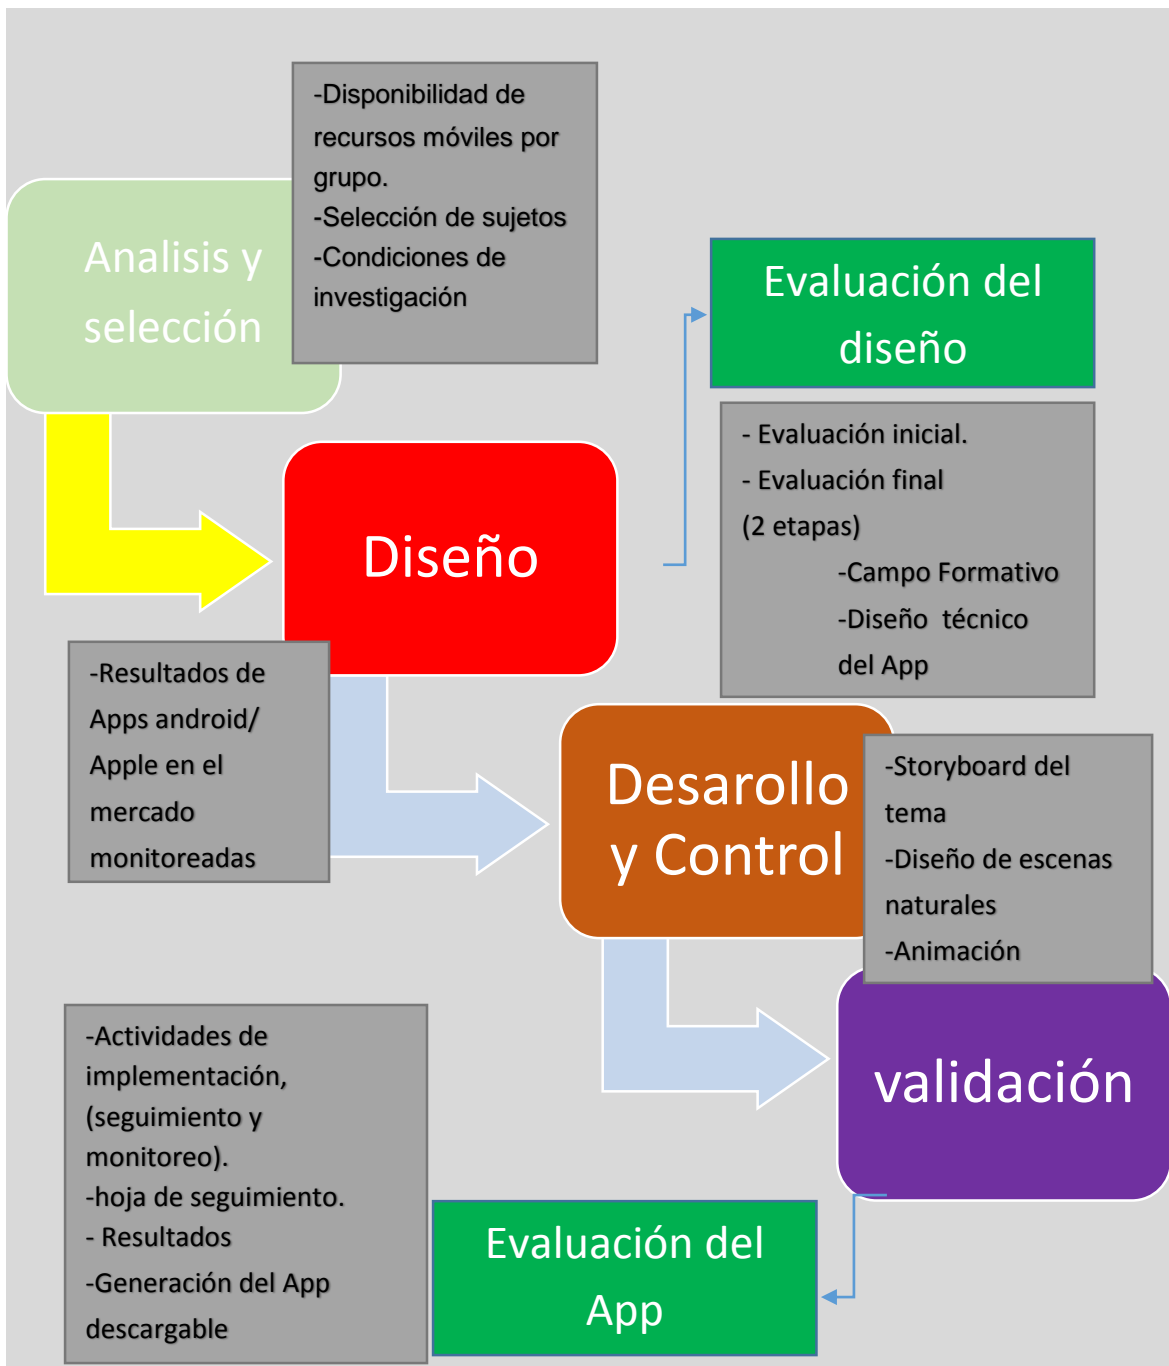 -Disponibilidad de
recursos móviles por
grupo.
-Selección de sujetos
-Condiciones de
investigación
Analisis y
selección
Evaluación del
diseño
- Evaluación inicial.
- Evaluación final
(2 etapas)
-Campo Formativo
-Diseño técnico
del App
Diseño
-Resultados de
Apps android/
Apple en el
mercado
monitoreadas
Desarollo
y Control
-Storyboard del
tema
-Diseño de escenas
naturales
-Animación
validación
-Actividades de
implementación,
(seguimiento y
monitoreo).
-hoja de seguimiento.
- Resultados
-Generación del App
descargable
Evaluación del
App